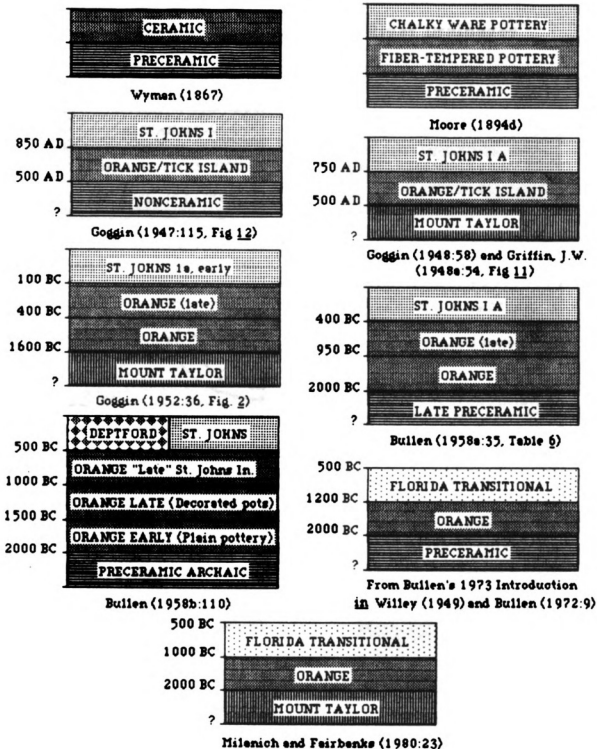 CERAMIC
PRECERAMIC
Wyman (1867)
CHALKY WARE POTTERY
FIBER-TEMPERED POTTERY
PRECERAMIC
Moore (1894d)
ST. JOHNS I
850 AD
ORANGE/TICK ISLAND
500 AD
NONCERAMIC
?
Goggin (1947:115, Fig 12)
ST. JOHNS I A
750 AD
ORANGE/TICK ISLAND
500 AD
MOUNT TAYLOR
?
Goggin (1948:58) and Griffin, J.W.
(1948a:54, Fig 11)
ST. JOHNS 1a, early
100 BC
ORANGE (late)
400 BC
ORANGE
1600 BC
MOUNT TAYLOR
?
Goggin (1952:36, Fig. 2)
ST. JOHNS I A
400 BC
ORANGE (late)
950 BC
ORANGE
2000 BC
LATE PRECERAMIC
?
Bullen (1958a:35, Table 6)
DEPTFORD ST. JOHNS
500 BC
ORANGE "Late" St. Johns In.
1000 BC
ORANGE LATE (Decorated pots)
1500 BC
ORANGE EARLY (Plain pottery)
2000 BC
PRECERAMIC ARCHAIC
Bullen (1958b:110)
500 BC
FLORIDA TRANSITIONAL
1200 BC
ORANGE
2000 BC
PRECERAMIC
?
From Bullen's 1973 Introduction
in Willey (1949) and Bullen (1972:9)
500 BC
FLORIDA TRANSITIONAL
1000 BC
ORANGE
2000 BC
MOUNT TAYLOR
?
Milanich and Fairbanks (1980:23)